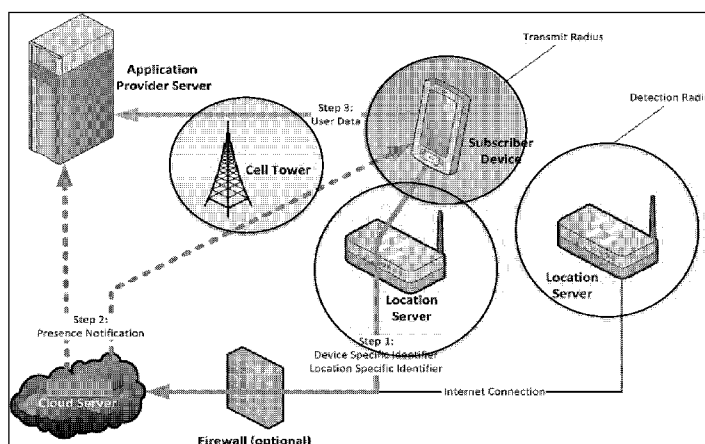 Transmit Radius
Application
Provider Server
Step 3:
User Data
Detection Radiu
Subscriber
Device
Cell Tower
Location
Server
Location
Server
Step 2:
Presence Notification
Step 1:
Device Specific Identifier
Location Specific Identifier
Internet Connection
Cloud Server
Firewall (optional)